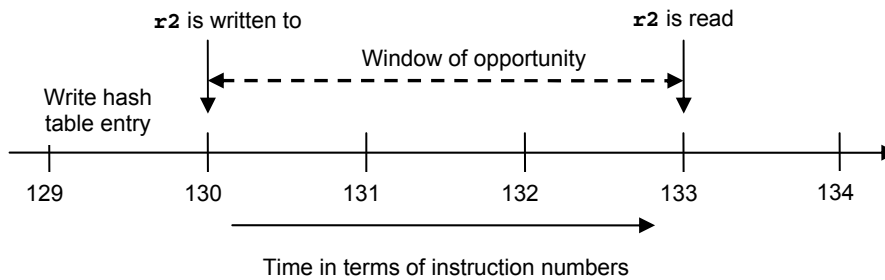 r2 is written to
r2 is read
Window of opportunity
Write hash
table entry
129 130 131 132 133 134
Time in terms of instruction numbers